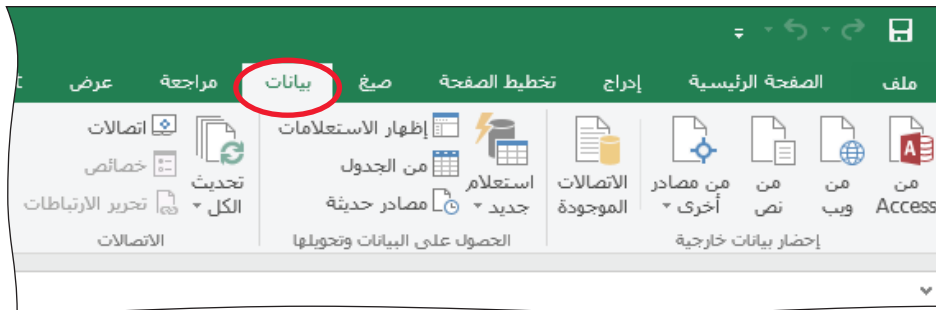 ملف الصفحة الرئيسية إدراج تخطيط الصفحة صيغ بيانات مراجعة عرض
من Access
من ويب
من نص
من مصادر أخرى
الاتصالات الموجودة
إحضار بيانات خارجية
استعلام جديد
إظهار الاستعلامات
من الجدول
مصادر حديثة
الحصول على البيانات وتحويلها
تحديث الكل
اتصالات
خصائص
تحرير الارتباطات
الاتصالات